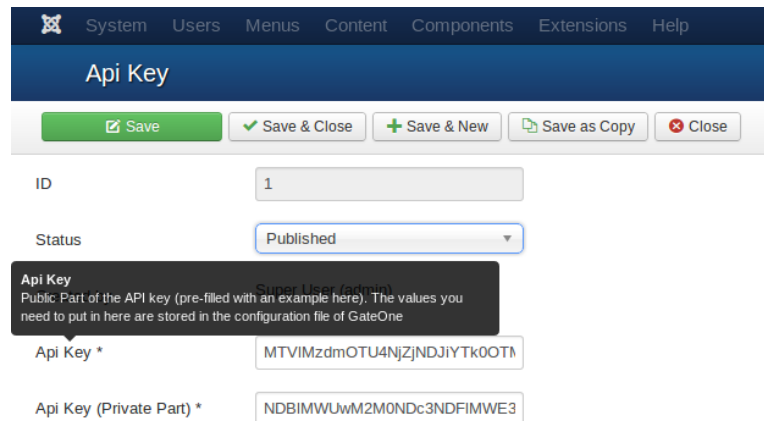 System Users Menus Content Components Extensions Help
Api Key
Save Save & Close Save & New Save as Copy Close
ID 1
Status Published
Api Key
Super User (admin)
Public Part of the API key (pre-filled with an example here). The values you
need to put in here are stored in the configuration file of GateOne
Api Key *
Api Key (Private Part) *